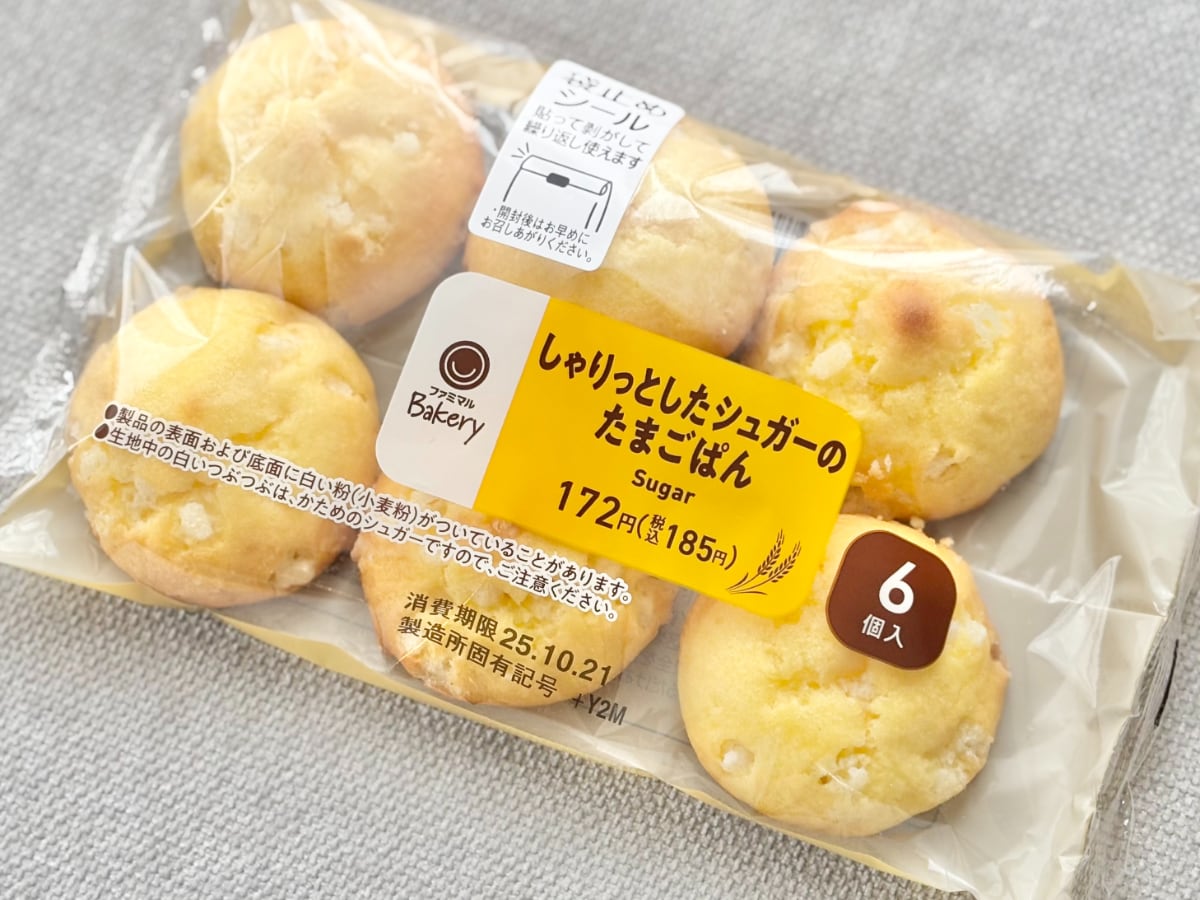 袋止め
シール
貼って剥がして
繰り返し使えます
・開封後はお早めに
お召しあがりください。
ファミマル
Bakery
しゃりっとしたシュガーの
たまごぱん
Sugar
172円(税込185円)
6
個入
●製品の表面および底面に白い粉(小麦粉)がついていることがあります。
●生地中の白いつぶつぶは、かためのシュガーですので、ご注意ください。
消費期限 25.10.21
製造所固有記号 +Y2M